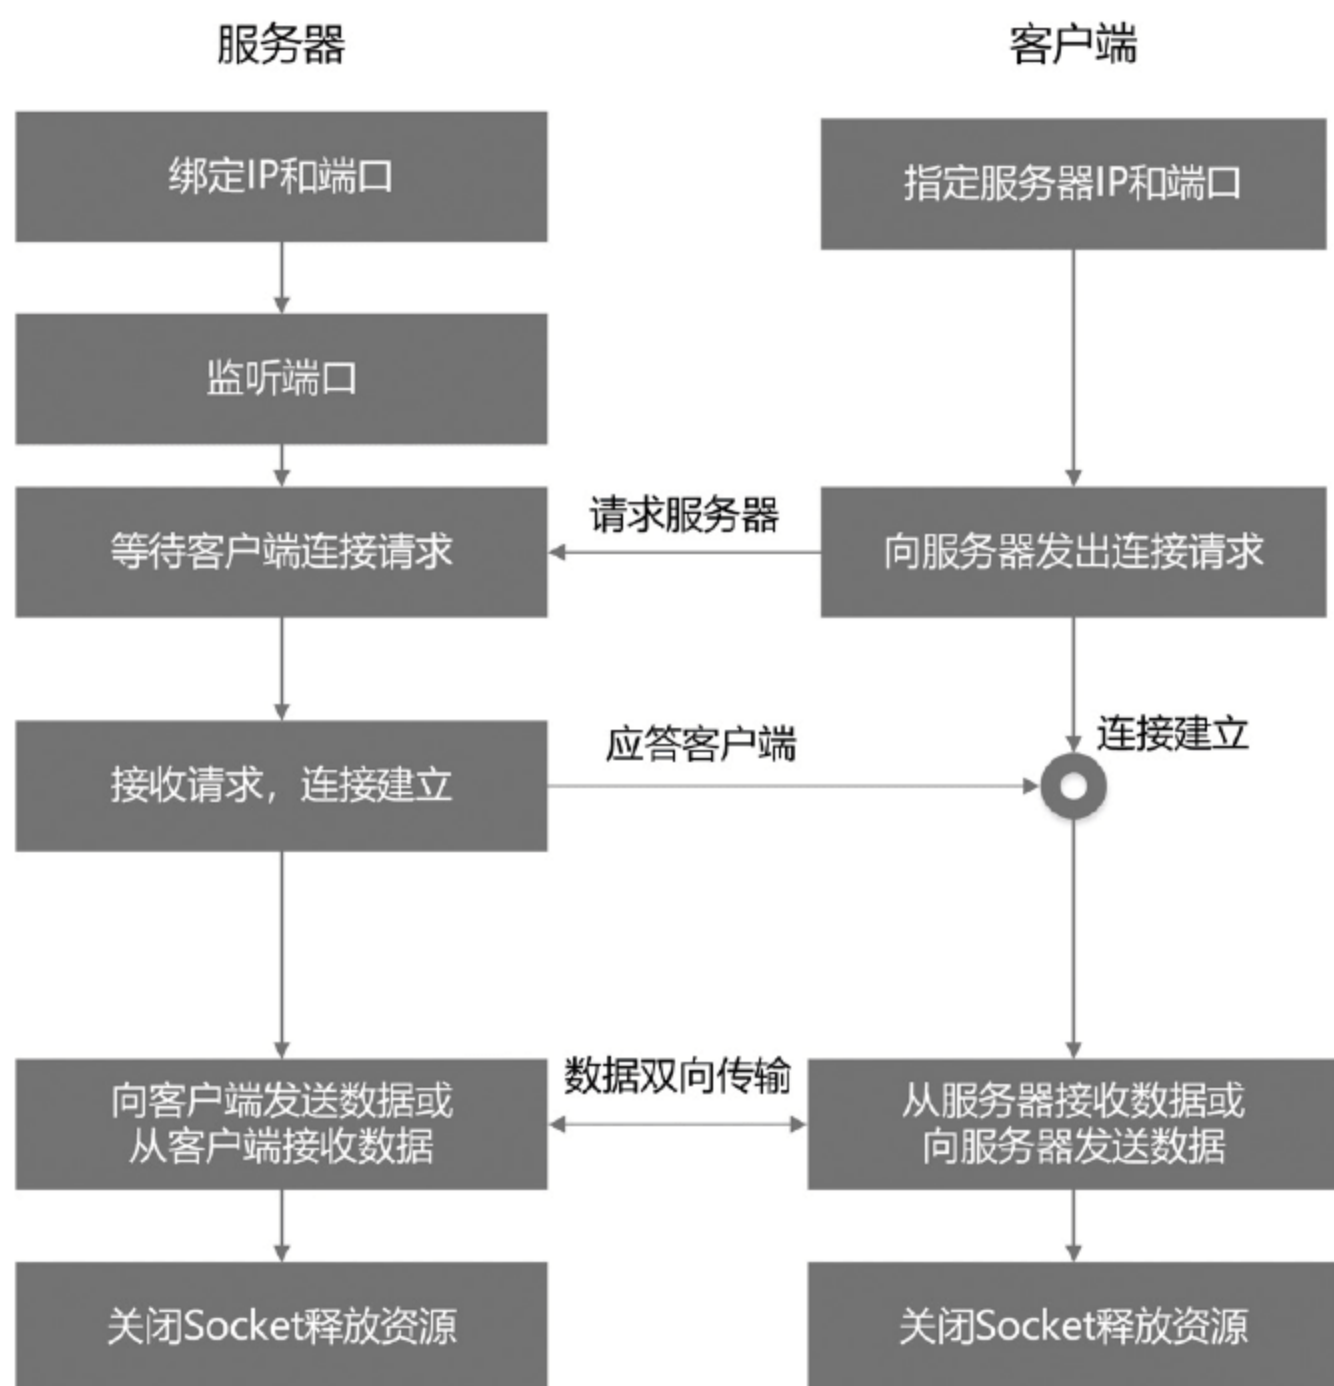 服务器
客户端
绑定IP和端口
指定服务器IP和端口
监听端口
请求服务器
等待客户端连接请求
向服务器发出连接请求
应答客户端
连接建立
接收请求，连接建立
数据双向传输
向客户端发送数据或
从客户端接收数据
从服务器接收数据或
向服务器发送数据
关闭Socket释放资源
关闭Socket释放资源